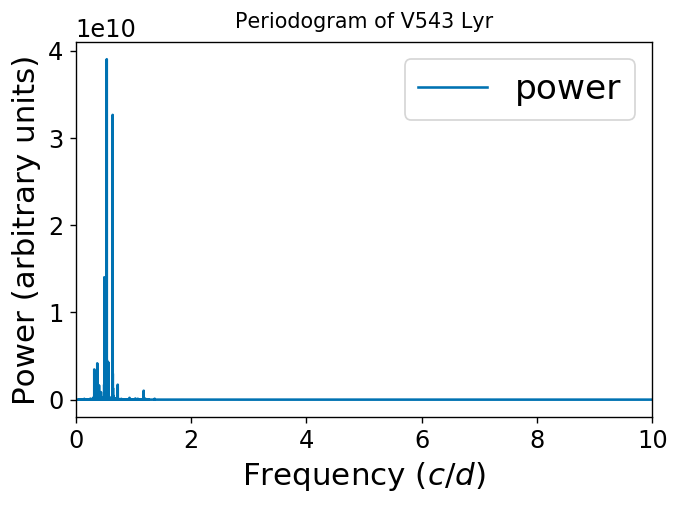 Periodogram of V543 Lyr
1e10
4
3
2
1
0
Power (arbitrary units)
power
0 2 4 6 8 10
Frequency (c/d)